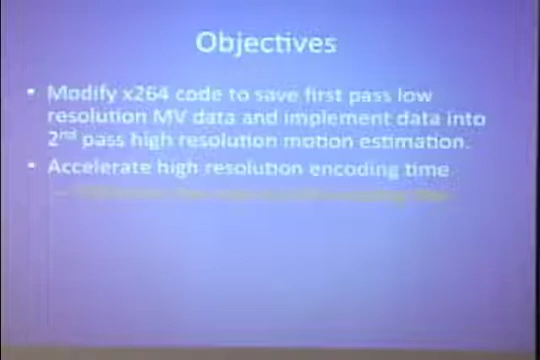 Objectives
• Modify x264 code to save first pass low
resolution MV data and implement data into
2nd pass high resolution motion estimation.
• Accelerate high resolution encoding time